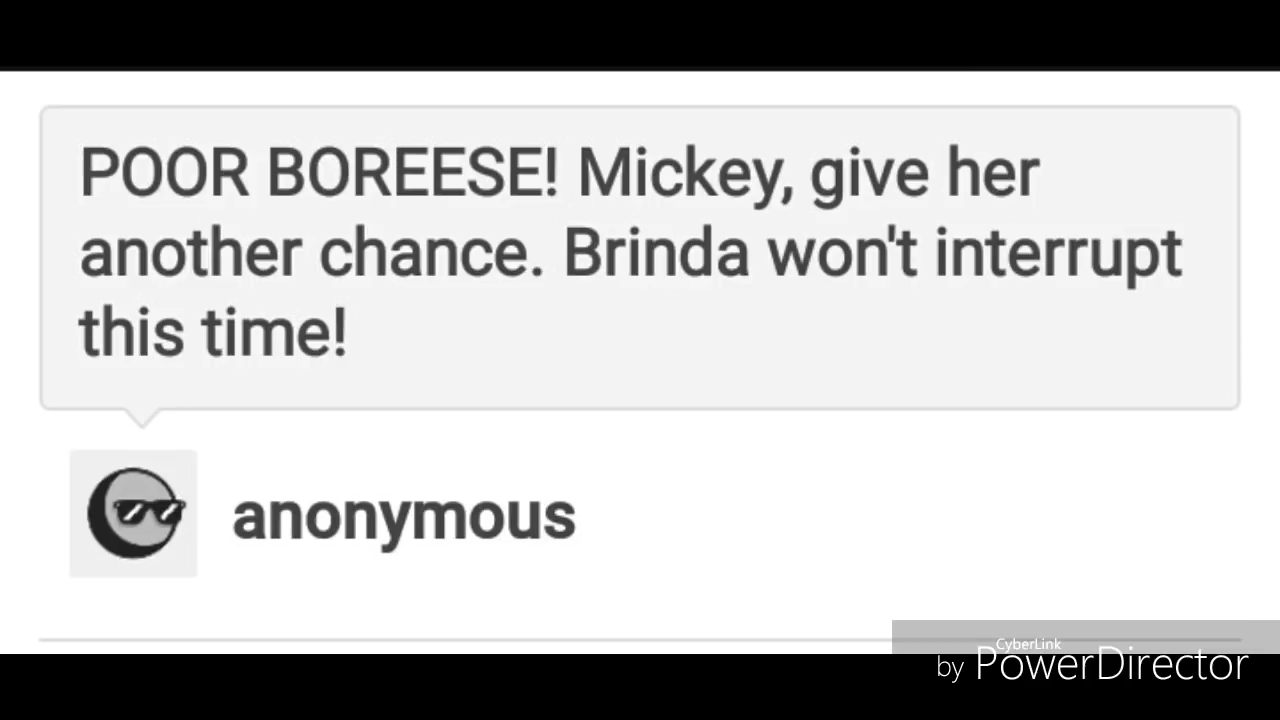 POOR BOREESE! Mickey, give her
another chance. Brinda won't interrupt
this time!
anonymous
CyberLink
by PowerDirector